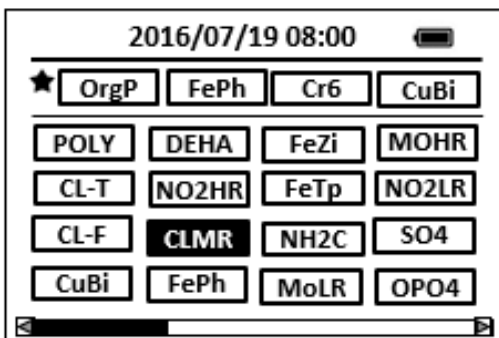 2016/07/19 08:00
OrgP FePh Cr6 CuBi
POLY DEHA FeZi MOHR
CL-T NO2HR FeTp NO2LR
CL-F CLMR NH2C SO4
CuBi FePh MoLR OPO4